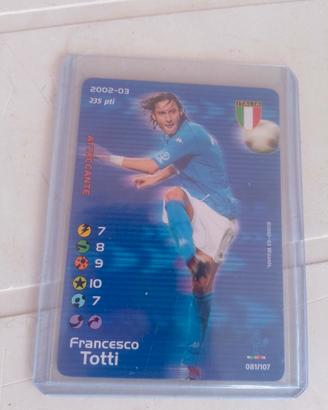 2002-03
235 pti
ITALIA
ATTACCANTE
7
8
9
10
7
Francesco
Totti
081/107